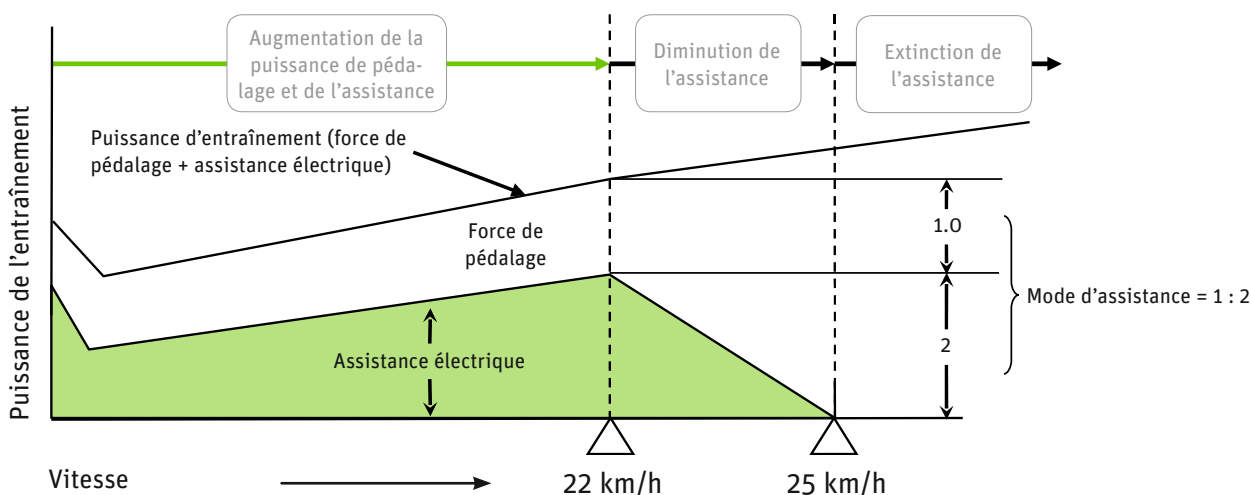 Augmentation de la
puissance de péda-
lage et de l'assistance
Diminution de
l'assistance
Extinction de
l'assistance
Puissance de l'entraînement
Puissance d'entraînement (force de
pédalage + assistance électrique)
Force de
pédalage
1.0
Mode d'assistance = 1 : 2
2
Assistance électrique
Vitesse
22 km/h
25 km/h